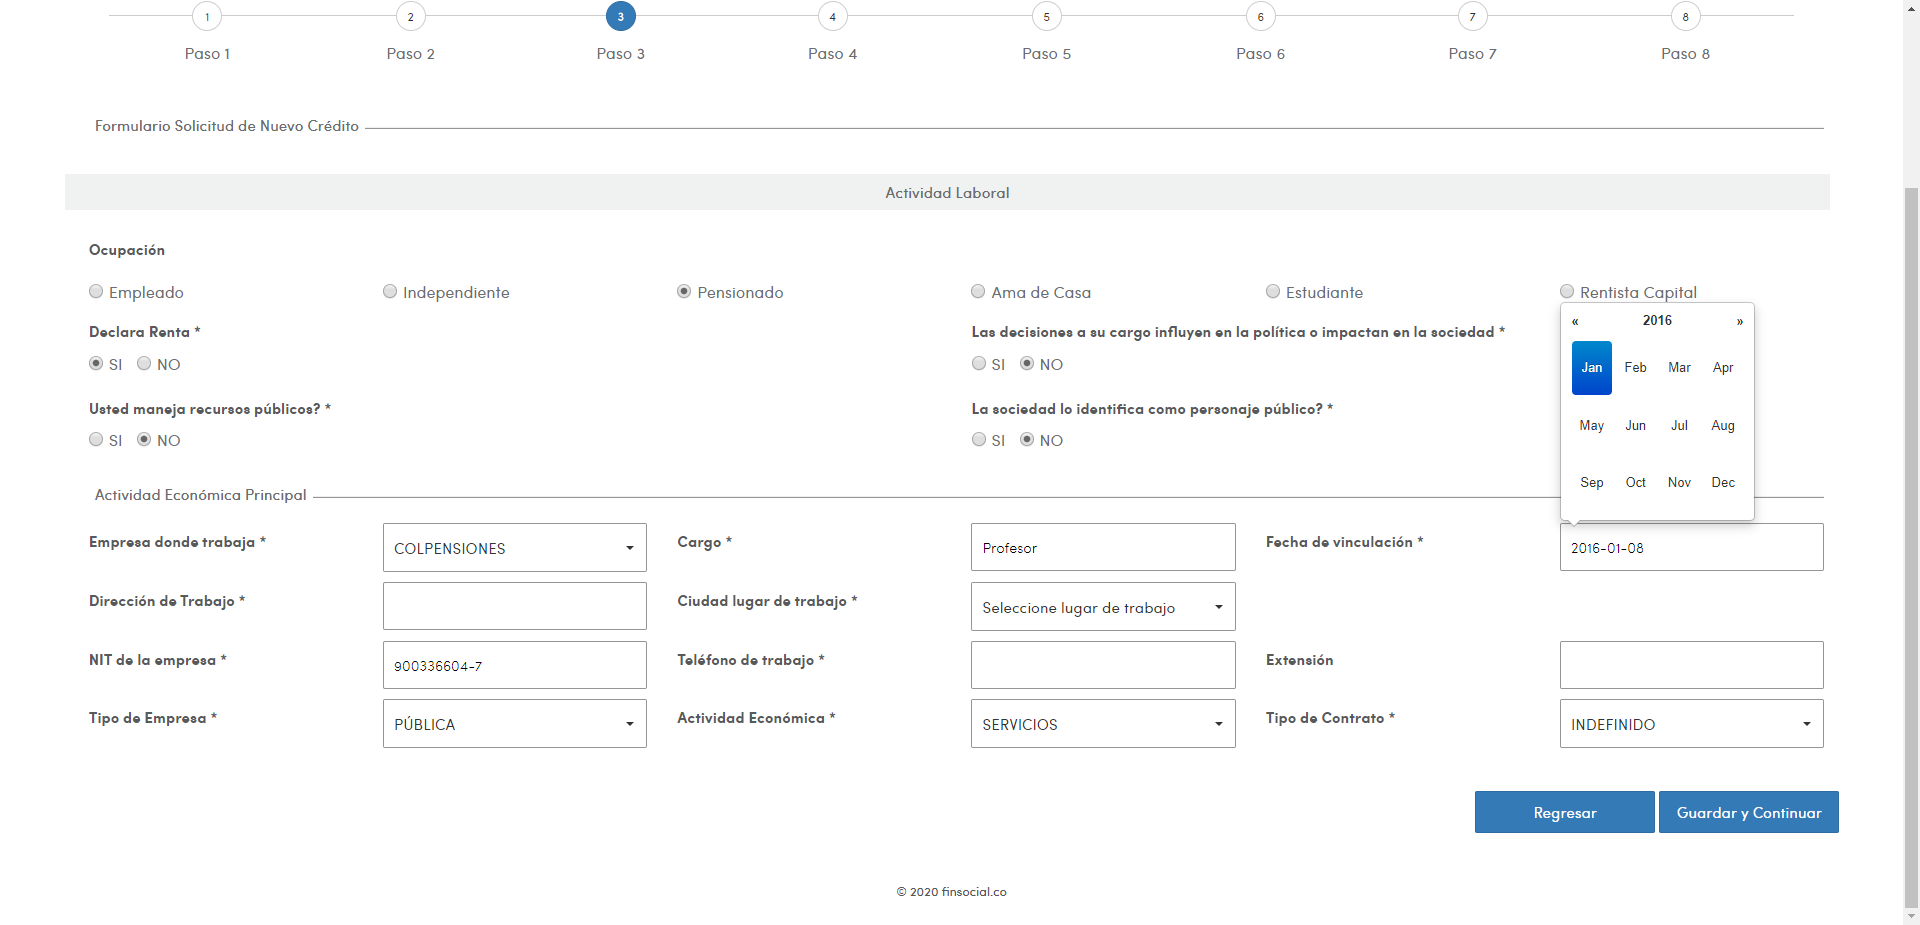 1 2 3 4 5 6 7 8
Paso 1 Paso 2 Paso 3 Paso 4 Paso 5 Paso 6 Paso 7 Paso 8
Formulario Solicitud de Nuevo Crédito
Actividad Laboral
Ocupación
Empleado Independiente Pensionado Ama de Casa Estudiante Rentista Capital
Declara Renta * Las decisiones a su cargo influyen en la política o impactan en la sociedad *
SI NO SI NO
Usted maneja recursos públicos? * La sociedad lo identifica como personaje público? *
SI NO SI NO
« 2016 »
Jan Feb Mar Apr
May Jun Jul Aug
Sep Oct Nov Dec
Actividad Económica Principal
Empresa donde trabaja * COLPENSIONES Cargo * Profesor Fecha de vinculación * 2016-01-08
Dirección de Trabajo * Ciudad lugar de trabajo * Seleccione lugar de trabajo
NIT de la empresa * 900336604-7 Teléfono de trabajo * Extensión
Tipo de Empresa * PÚBLICA Actividad Económica * SERVICIOS Tipo de Contrato * INDEFINIDO
Regresar Guardar y Continuar
© 2020 finsocial.co